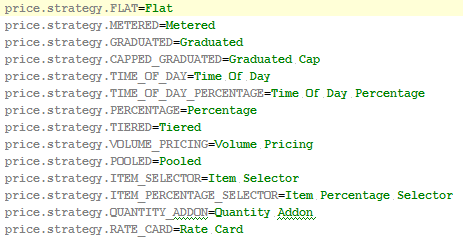 price.strategy.FLAT=Flat
price.strategy.METERED=Metered
price.strategy.GRADUATED=Graduated
price.strategy.CAPPED_GRADUATED=Graduated Cap
price.strategy.TIME_OF_DAY=Time Of Day
price.strategy.TIME_OF_DAY_PERCENTAGE=Time Of Day Percentage
price.strategy.PERCENTAGE=Percentage
price.strategy.TIERED=Tiered
price.strategy.VOLUME_PRICING=Volume Pricing
price.strategy.POOLED=Pooled
price.strategy.ITEM_SELECTOR=Item Selector
price.strategy.ITEM_PERCENTAGE_SELECTOR=Item Percentage Selector
price.strategy.QUANTITY_ADDON=Quantity Addon
price.strategy.RATE_CARD=Rate Card